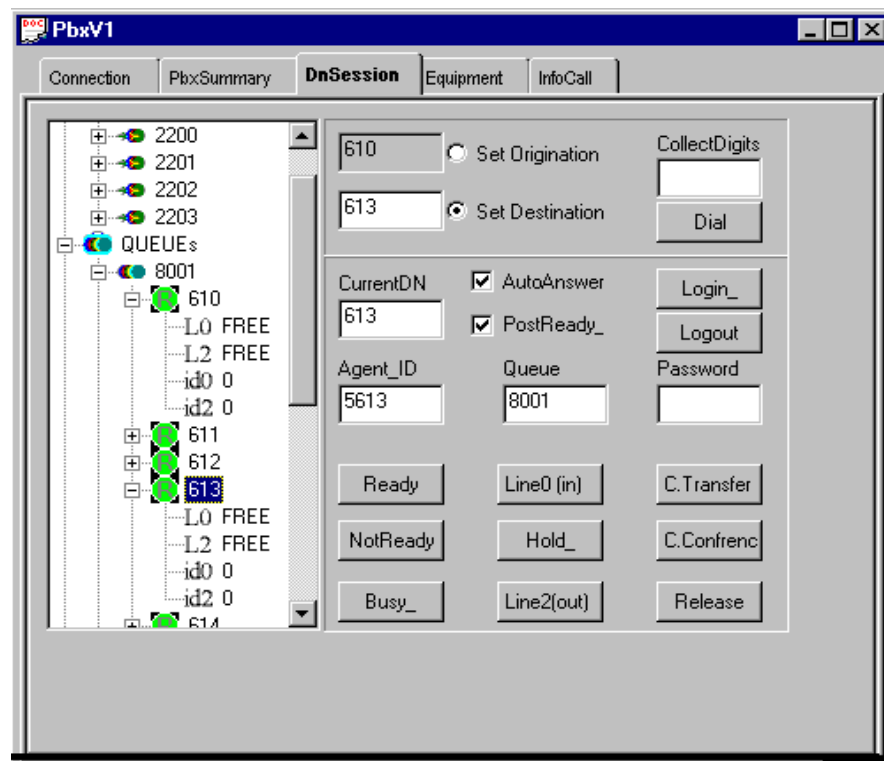 PbxV1
Connection PbxSummary DnSession Equipment InfoCall
2200
2201
2202
2203
QUEUEs
8001
610
L0 FREE
L2 FREE
id0 0
id2 0
611
612
613
L0 FREE
L2 FREE
id0 0
id2 0
614
610 Set Origination
613 Set Destination
CollectDigits
Dial
CurrentDN
613
AutoAnswer
PostReady_
Login_
Logout
Agent_ID Queue Password
5613 8001
Ready Line0 (in) C.Transfer
NotReady Hold_ C.Confrenc
Busy_ Line2(out) Release